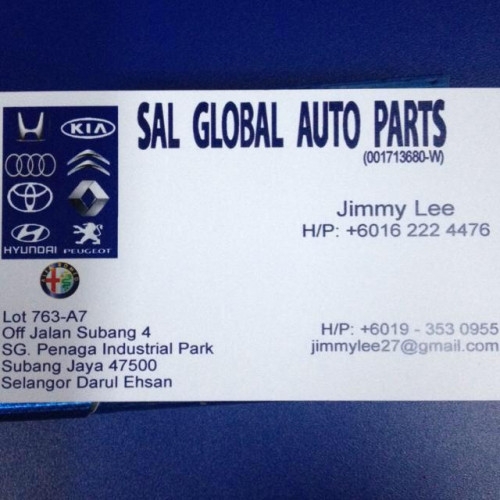 SAL GLOBAL AUTO PARTS
(001713680-W)
KIA
HYUNDAI
PEUGEOT
Jimmy Lee
H/P: +6016 222 4476
Lot 763-A7
Off Jalan Subang 4
SG. Penaga Industrial Park
Subang Jaya 47500
Selangor Darul Ehsan
H/P: +6019 - 353 0955
jimmylee27@gmail.com